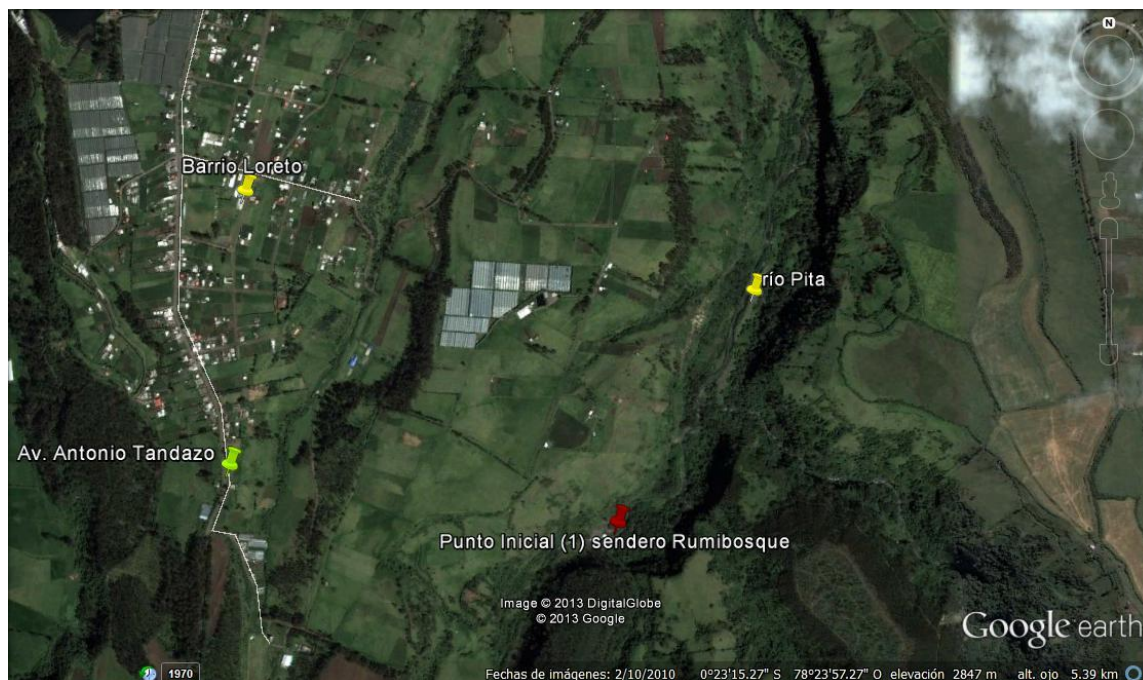 N
Barrio Loreto
río Pita
Av. Antonio Tandazo
Punto Inicial (1) sendero Rumibosque
Image © 2013 DigitalGlobe
© 2013 Google
Google earth
1970
Fechas de imágenes: 2/10/2010 0°23'15.27" S 78°23'57.27" O elevación 2847 m alt. ojo 5.39 km